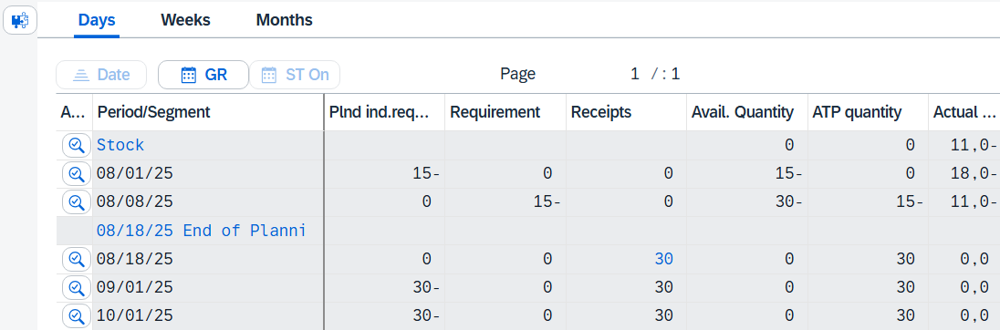 Days Weeks Months
Date GR ST On Page 1 /: 1
A... Period/Segment Plnd ind.req... Requirement Receipts Avail. Quantity ATP quantity Actual ...
Stock 0 0 11,0-
08/01/25 15- 0 0 15- 0 18,0-
08/08/25 0 15- 0 30- 15- 11,0-
08/18/25 End of Planni
08/18/25 0 0 30 0 30 0,0
09/01/25 30- 0 30 0 30 0,0
10/01/25 30- 0 30 0 30 0,0